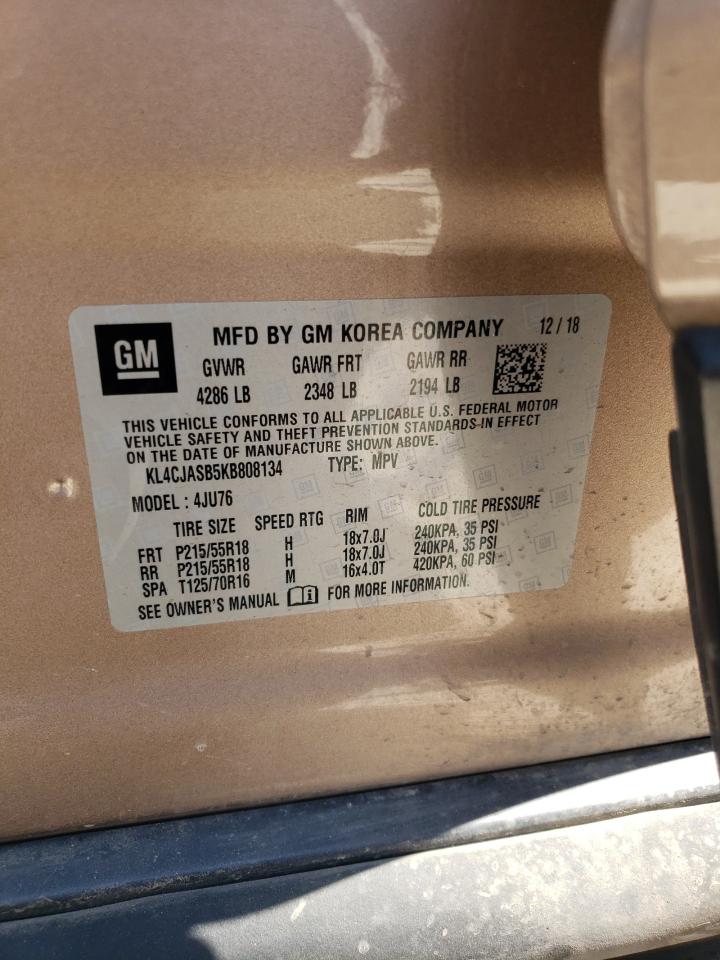 GM
MFD BY GM KOREA COMPANY 12 / 18
GVWR GAWR FRT GAWR RR
4286 LB 2348 LB 2194 LB
THIS VEHICLE CONFORMS TO ALL APPLICABLE U.S. FEDERAL MOTOR
VEHICLE SAFETY AND THEFT PREVENTION STANDARDS IN EFFECT
ON THE DATE OF MANUFACTURE SHOWN ABOVE.
KL4CJASB5KB808134 TYPE: MPV
MODEL : 4JU76
TIRE SIZE SPEED RTG RIM COLD TIRE PRESSURE
FRT P215/55R18 H 18x7.0J 240KPA, 35 PSI
RR P215/55R18 H 18x7.0J 240KPA, 35 PSI
SPA T125/70R16 M 16x4.0T 420KPA, 60 PSI
SEE OWNER'S MANUAL i FOR MORE INFORMATION.